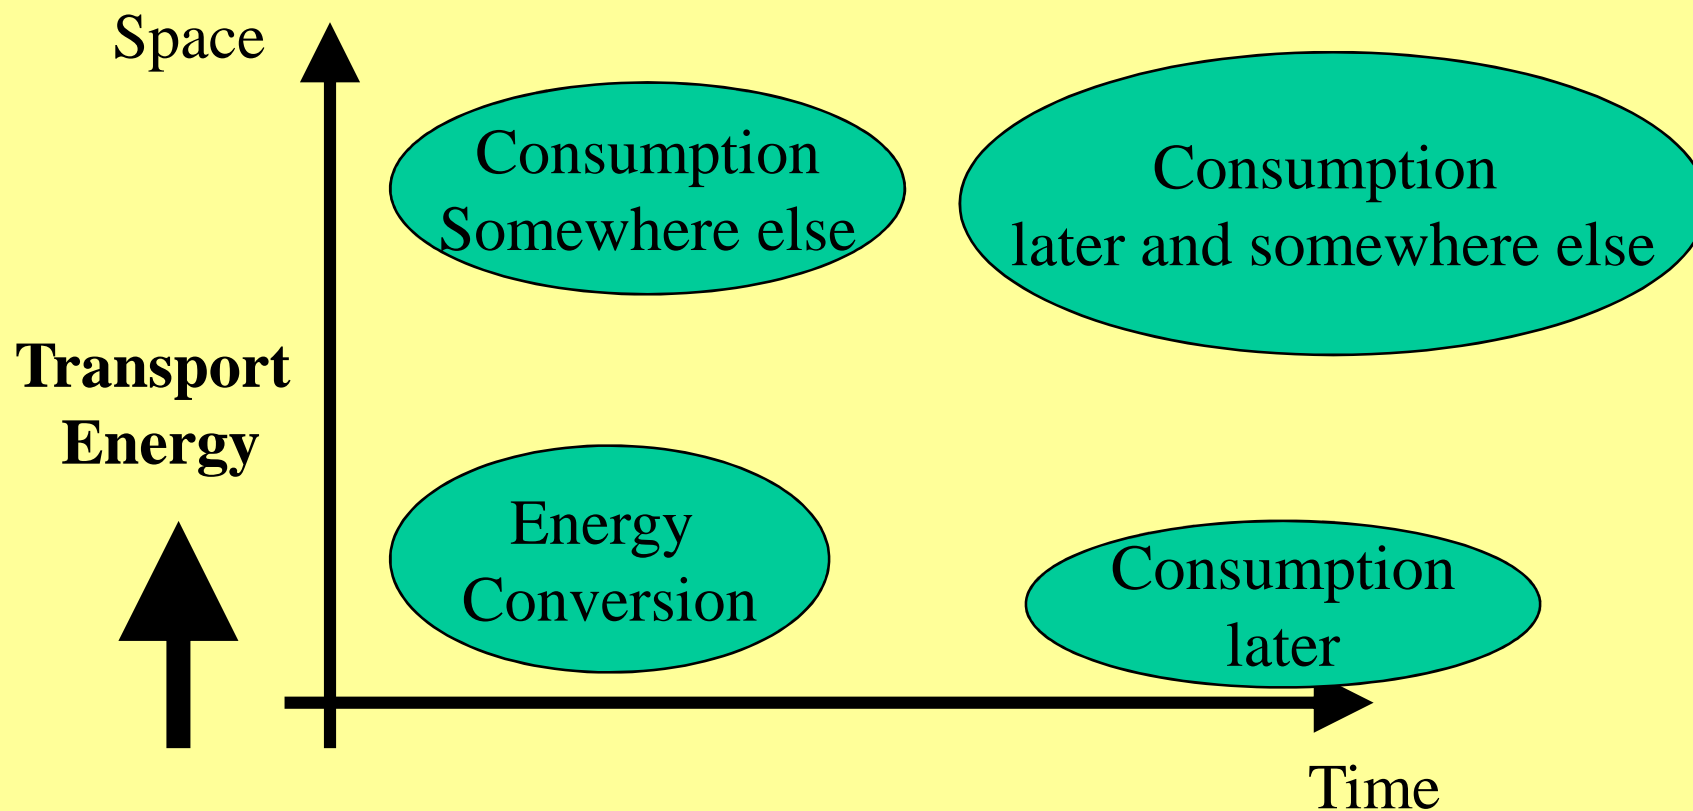 Space
Consumption
Somewhere else
Consumption
later and somewhere else
Transport
Energy
Energy
Conversion
Consumption
later
Time